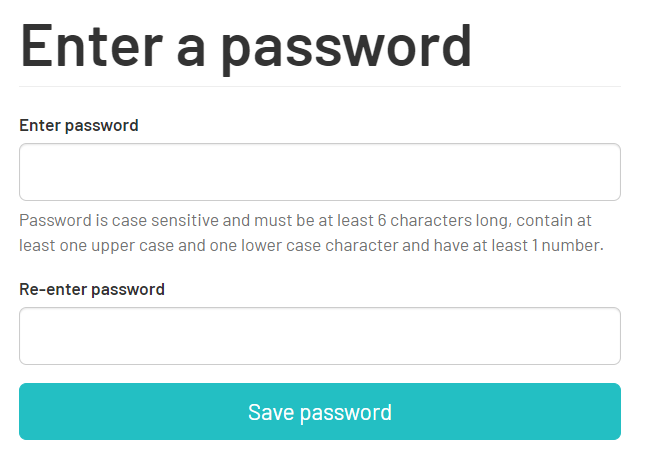 Enter a password
Enter password
Password is case sensitive and must be at least 6 characters long, contain at
least one upper case and one lower case character and have at least 1 number.
Re-enter password
Save password